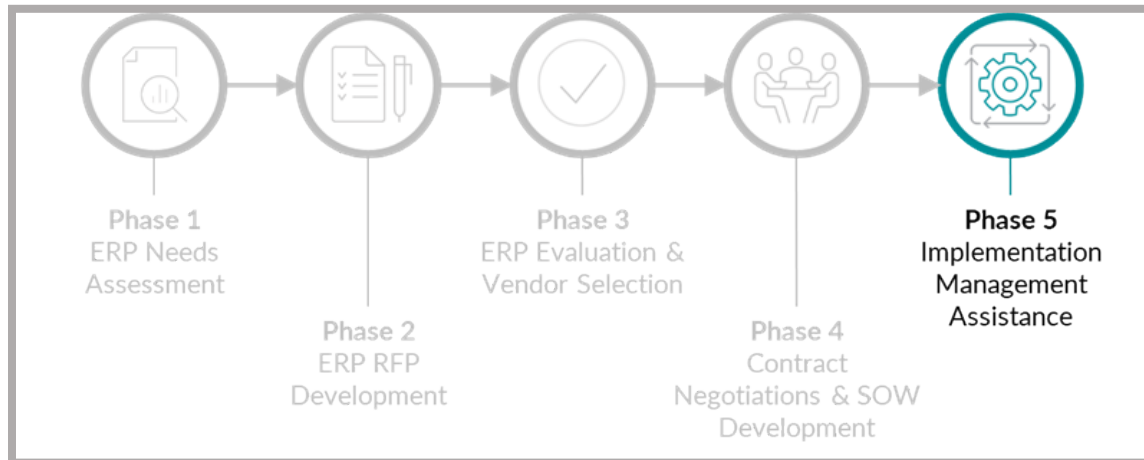 Phase 1
ERP Needs
Assessment
Phase 2
ERP RFP
Development
Phase 3
ERP Evaluation &
Vendor Selection
Phase 4
Contract
Negotiations & SOW
Development
Phase 5
Implementation
Management
Assistance